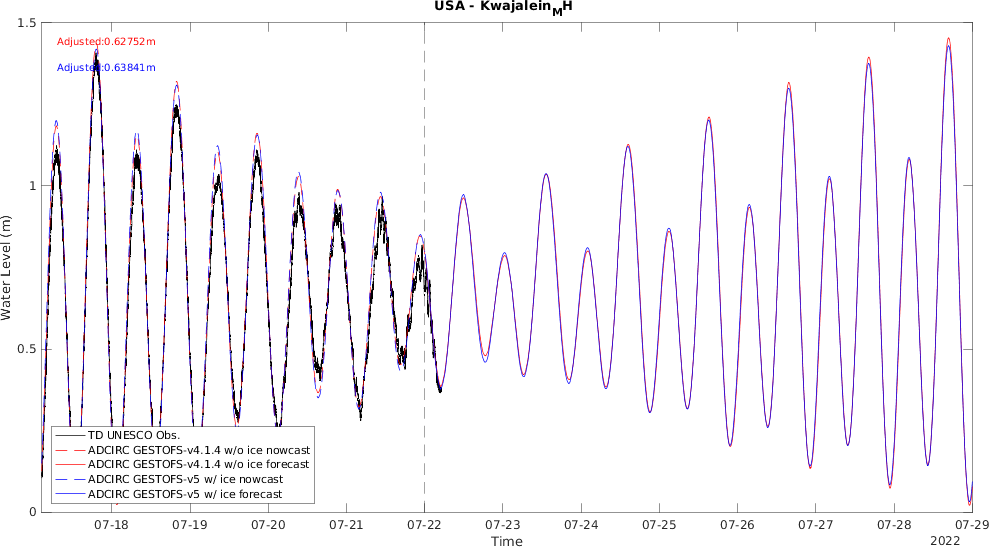 USA - Kwajalein_MH
Adjusted:0.62752m
Adjusted:0.63841m
Water Level (m)
1.5
1
0.5
0
TD UNESCO Obs.
ADCIRC GESTOFS-v4.1.4 w/o ice nowcast
ADCIRC GESTOFS-v4.1.4 w/o ice forecast
ADCIRC GESTOFS-v5 w/ ice nowcast
ADCIRC GESTOFS-v5 w/ ice forecast
07-18 07-19 07-20 07-21 07-22 07-23 07-24 07-25 07-26 07-27 07-28 07-29
Time
2022